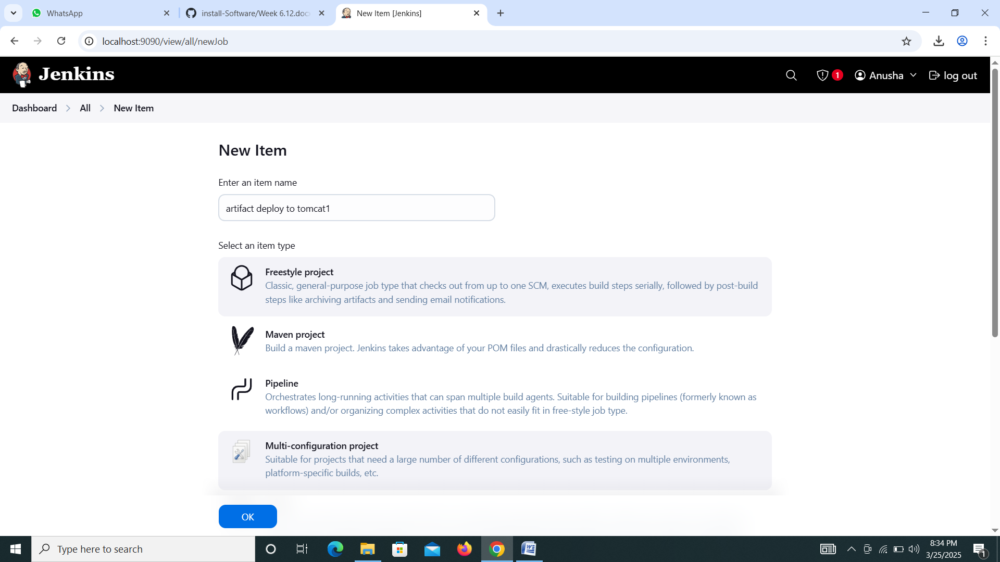 WhatsApp
install-Software/Week 6.12.doc
New Item [Jenkins]
localhost:9090/view/all/newJob
Jenkins
1
Anusha
log out
Dashboard
All
New Item
New Item
Enter an item name
artifact deploy to tomcat1
Select an item type
Freestyle project
Classic, general-purpose job type that checks out from up to one SCM, executes build steps serially, followed by post-build
steps like archiving artifacts and sending email notifications.
Maven project
Build a maven project. Jenkins takes advantage of your POM files and drastically reduces the configuration.
Pipeline
Orchestrates long-running activities that can span multiple build agents. Suitable for building pipelines (formerly known as
workflows) and/or organizing complex activities that do not easily fit in free-style job type.
Multi-configuration project
Suitable for projects that need a large number of different configurations, such as testing on multiple environments,
platform-specific builds, etc.
OK
Type here to search
8:34 PM
3/25/2025
1